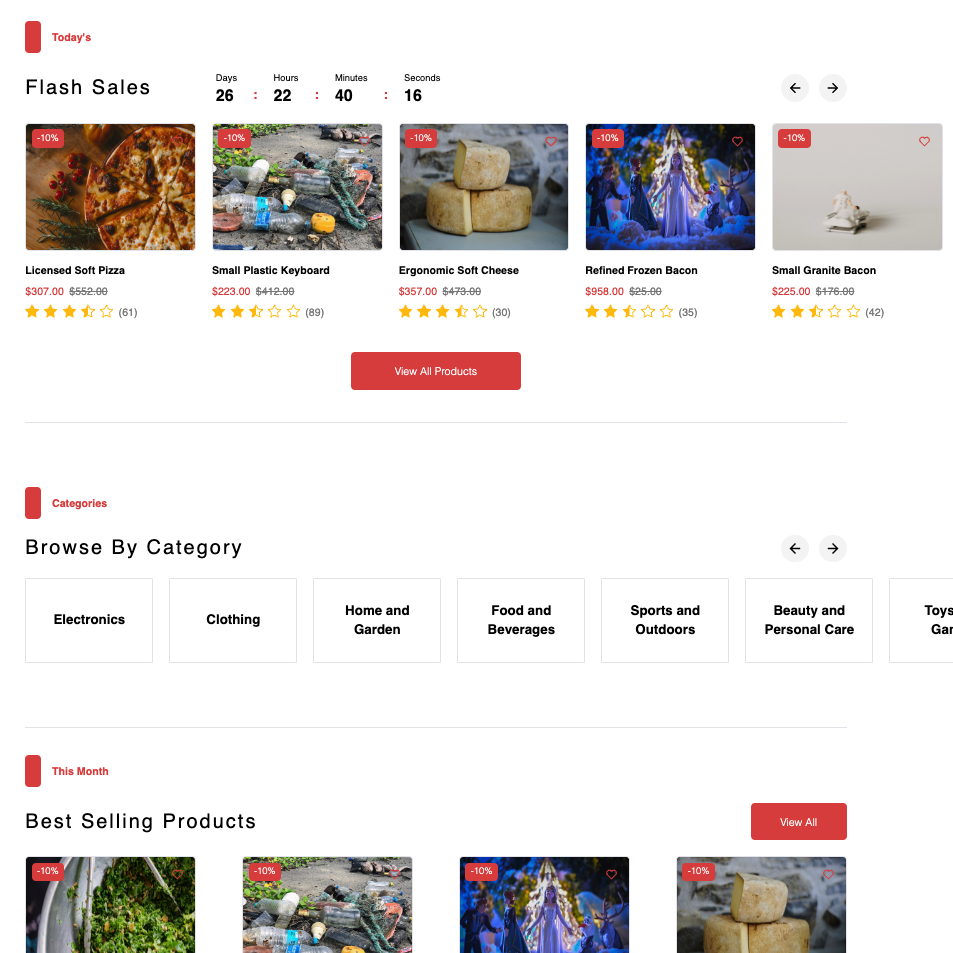 Today's
Flash Sales
Days Hours Minutes Seconds
26 : 22 : 40 : 16
-10% -10% -10% -10% -10%
Licensed Soft Pizza
$307.00 $552.00
(61)
Small Plastic Keyboard
$223.00 $412.00
(89)
Ergonomic Soft Cheese
$357.00 $473.00
(30)
Refined Frozen Bacon
$958.00 $25.00
(35)
Small Granite Bacon
$225.00 $176.00
(42)
View All Products
Categories
Browse By Category
Electronics
Clothing
Home and
Garden
Food and
Beverages
Sports and
Outdoors
Beauty and
Personal Care
Toys
This Month
Best Selling Products
View All
-10% -10% -10% -10%